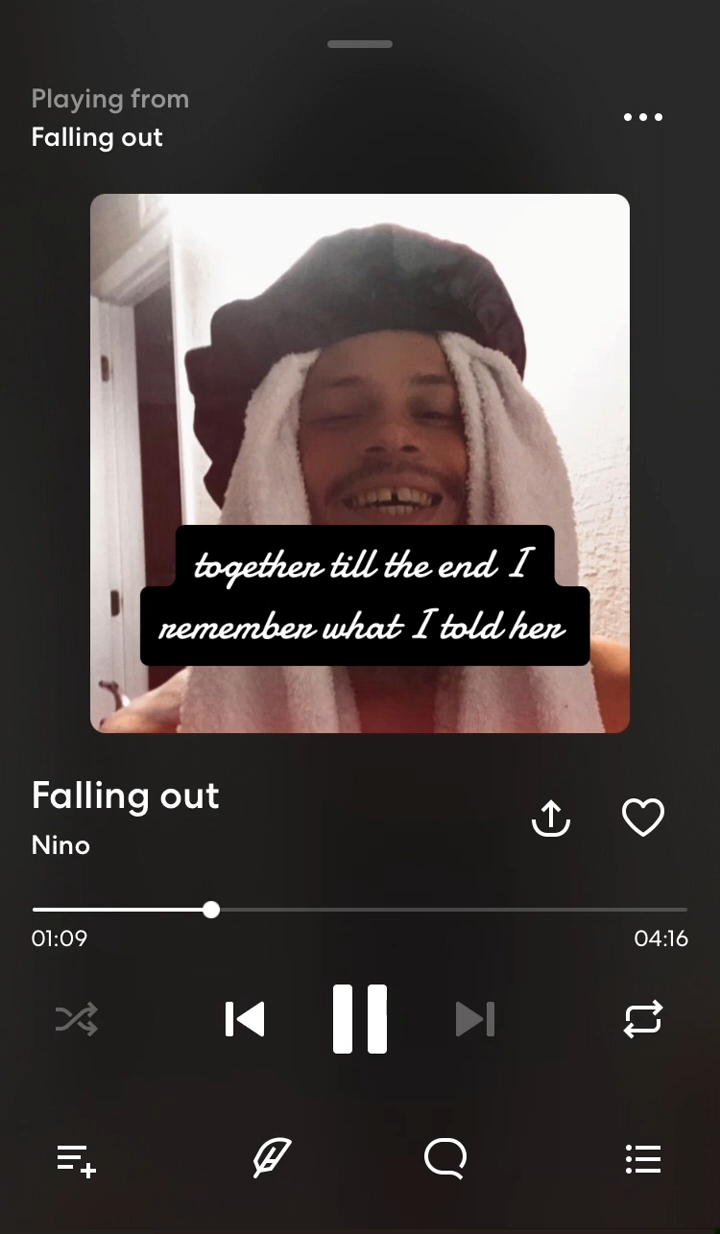 Playing from
Falling out
together till the end I
remember what I told her
Falling out
Nino
01:09
04:16